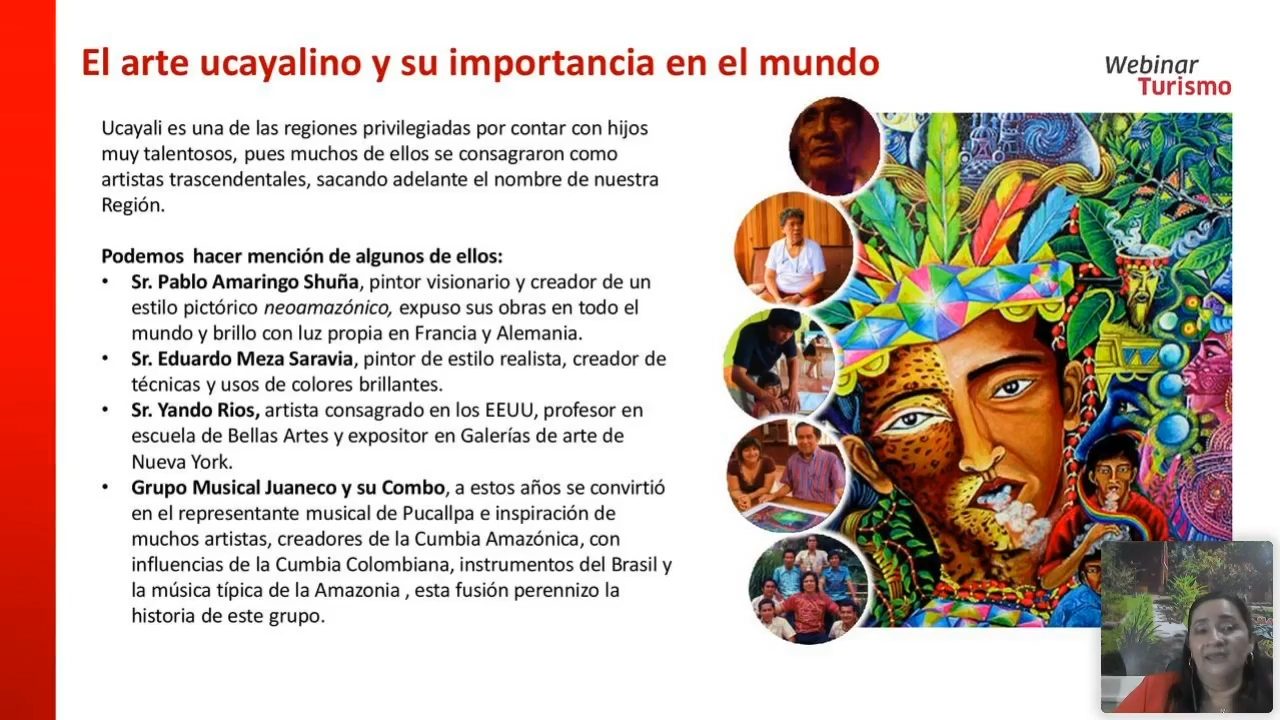 El arte ucayalino y su importancia en el mundo
Webinar
Turismo
Ucayali es una de las regiones privilegiadas por contar con hijos
muy talentosos, pues muchos de ellos se consagraron como
artistas trascendentales, sacando adelante el nombre de nuestra
Región.
Podemos hacer mención de algunos de ellos:
• Sr. Pablo Amaringo Shuña, pintor visionario y creador de un
estilo pictórico neoamazónico, expuso sus obras en todo el
mundo y brillo con luz propia en Francia y Alemania.
• Sr. Eduardo Meza Saravia, pintor de estilo realista, creador de
técnicas y usos de colores brillantes.
• Sr. Yando Rios, artista consagrado en los EEUU, profesor en
escuela de Bellas Artes y expositor en Galerías de arte de
Nueva York.
• Grupo Musical Juaneco y su Combo, a estos años se convirtió
en el representante musical de Pucallpa e inspiración de
muchos artistas, creadores de la Cumbia Amazónica, con
influencias de la Cumbia Colombiana, instrumentos del Brasil y
la música típica de la Amazonia , esta fusión perennizo la
historia de este grupo.